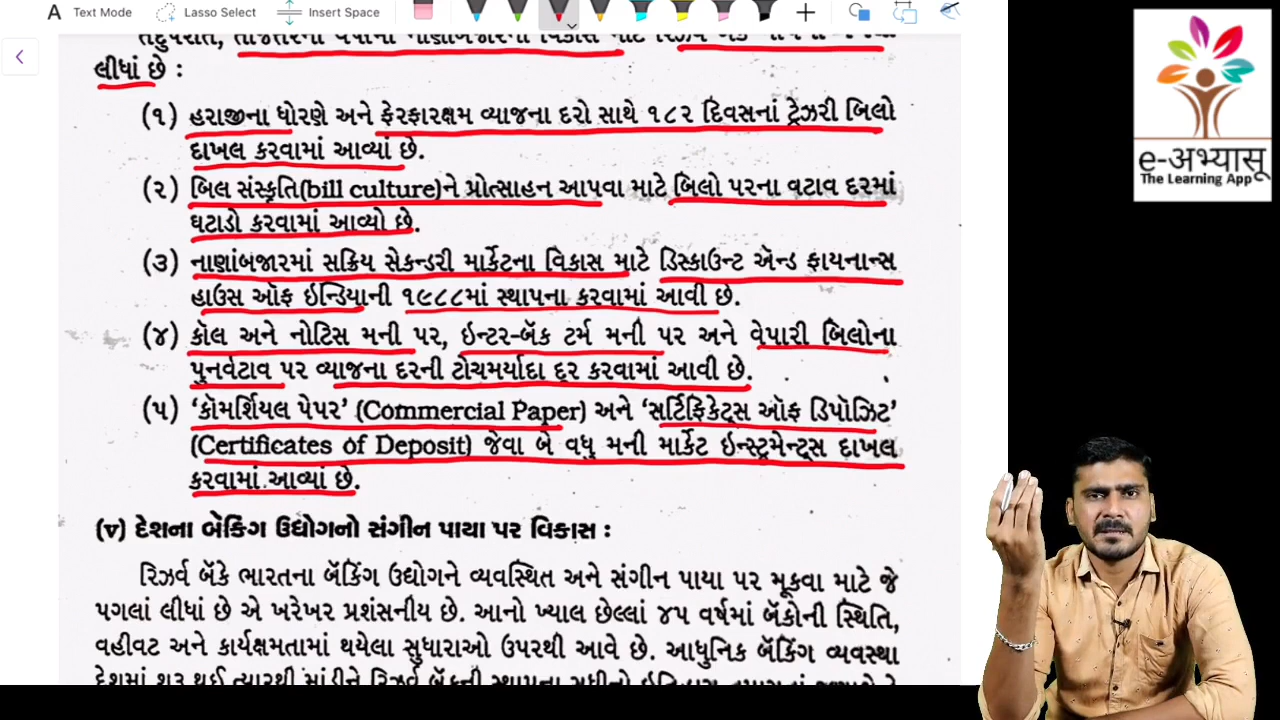 Text Mode Lasso Select Insert Space
લીધાં છે :
(૧) હરાજીના ધોરણે અને ફેરફારક્ષમ વ્યાજના દરો સાથે ૧૮૨ દિવસનાં ટ્રેઝરી બિલો
દાખલ કરવામાં આવ્યાં છે.
(૨) બિલ સંસ્કૃતિ(bill culture)ને પ્રોત્સાહન આપવા માટે બિલો પરના વટાવ દરમાં
ઘટાડો કરવામાં આવ્યો છે.
(૩) નાણાંબજારમાં સક્રિય સેકન્ડરી માર્કેટના વિકાસ માટે ડિસ્કાઉન્ટ ઍન્ડ ફાયનાન્સ
હાઉસ ઑફ ઇન્ડિયાની ૧૯૮૮માં સ્થાપના કરવામાં આવી છે.
(૪) કૉલ અને નોટિસ મની પર, ઇન્ટર-બૅંક ટર્મ મની પર અને વેપારી બિલોના
પુનર્વટાવ પર વ્યાજના દરની ટોચમર્યાદા દૂર કરવામાં આવી છે.
(૫) ‘કૉમર્શિયલ પેપર’ (Commercial Paper) અને ‘સર્ટિફિકેટ્સ ઑફ ડિપૉઝિટ’
(Certificates of Deposit) જેવા બે વધુ મની માર્કેટ ઇન્સ્ટ્રુમેન્ટ્સ દાખલ
કરવામાં આવ્યાં છે.
(v) દેશના બૅંકિંગ ઉદ્યોગનો સંગીન પાયા પર વિકાસ :
રિઝર્વ બૅંકે ભારતના બૅંકિંગ ઉદ્યોગને વ્યવસ્થિત અને સંગીન પાયા પર મૂકવા માટે જે
પગલાં લીધાં છે એ ખરેખર પ્રશંસનીય છે. આનો ખ્યાલ છેલ્લાં ૪૫ વર્ષમાં બૅંકોની સ્થિતિ,
વહીવટ અને કાર્યક્ષમતામાં થયેલા સુધારાઓ ઉપરથી આવે છે. આધુનિક બૅંકિંગ વ્યવસ્થા
e-अभ्यासू
The Learning App